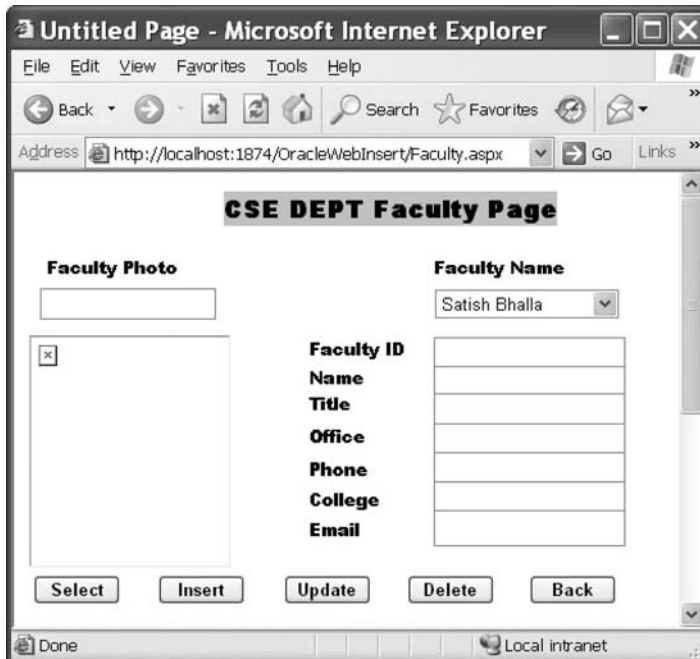 Untitled Page - Microsoft Internet Explorer
File Edit View Favorites Tools Help
Back Search Favorites
Address http://localhost:1874/OracleWebInsert/Faculty.aspx Go Links
CSE DEPT Faculty Page
Faculty Photo Faculty Name
Satish Bhalla
Faculty ID
Name
Title
Office
Phone
College
Email
Select Insert Update Delete Back
Done Local intranet